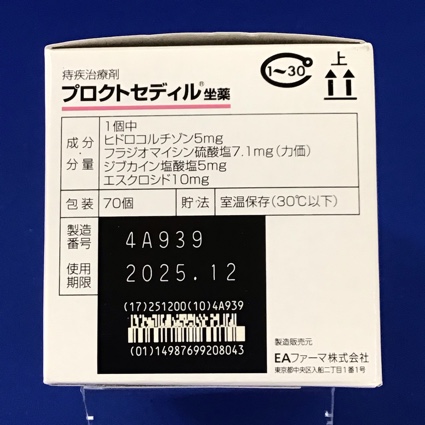 痔疾治療剤
プロクトセディル®坐薬
1~30
上
成分・分量
1個中
ヒドロコルチゾン5mg
フラジオマイシン硫酸塩7.1mg(力価)
ジブカイン塩酸塩5mg
エスクロシド10mg
包装 70個 貯法 室温保存(30℃以下)
製造番号 4A939
使用期限 2025.12
(17)251200(10)4A939
(01)14987699208043
製造販売元
EAファーマ株式会社
東京都中央区入船二丁目1番1号